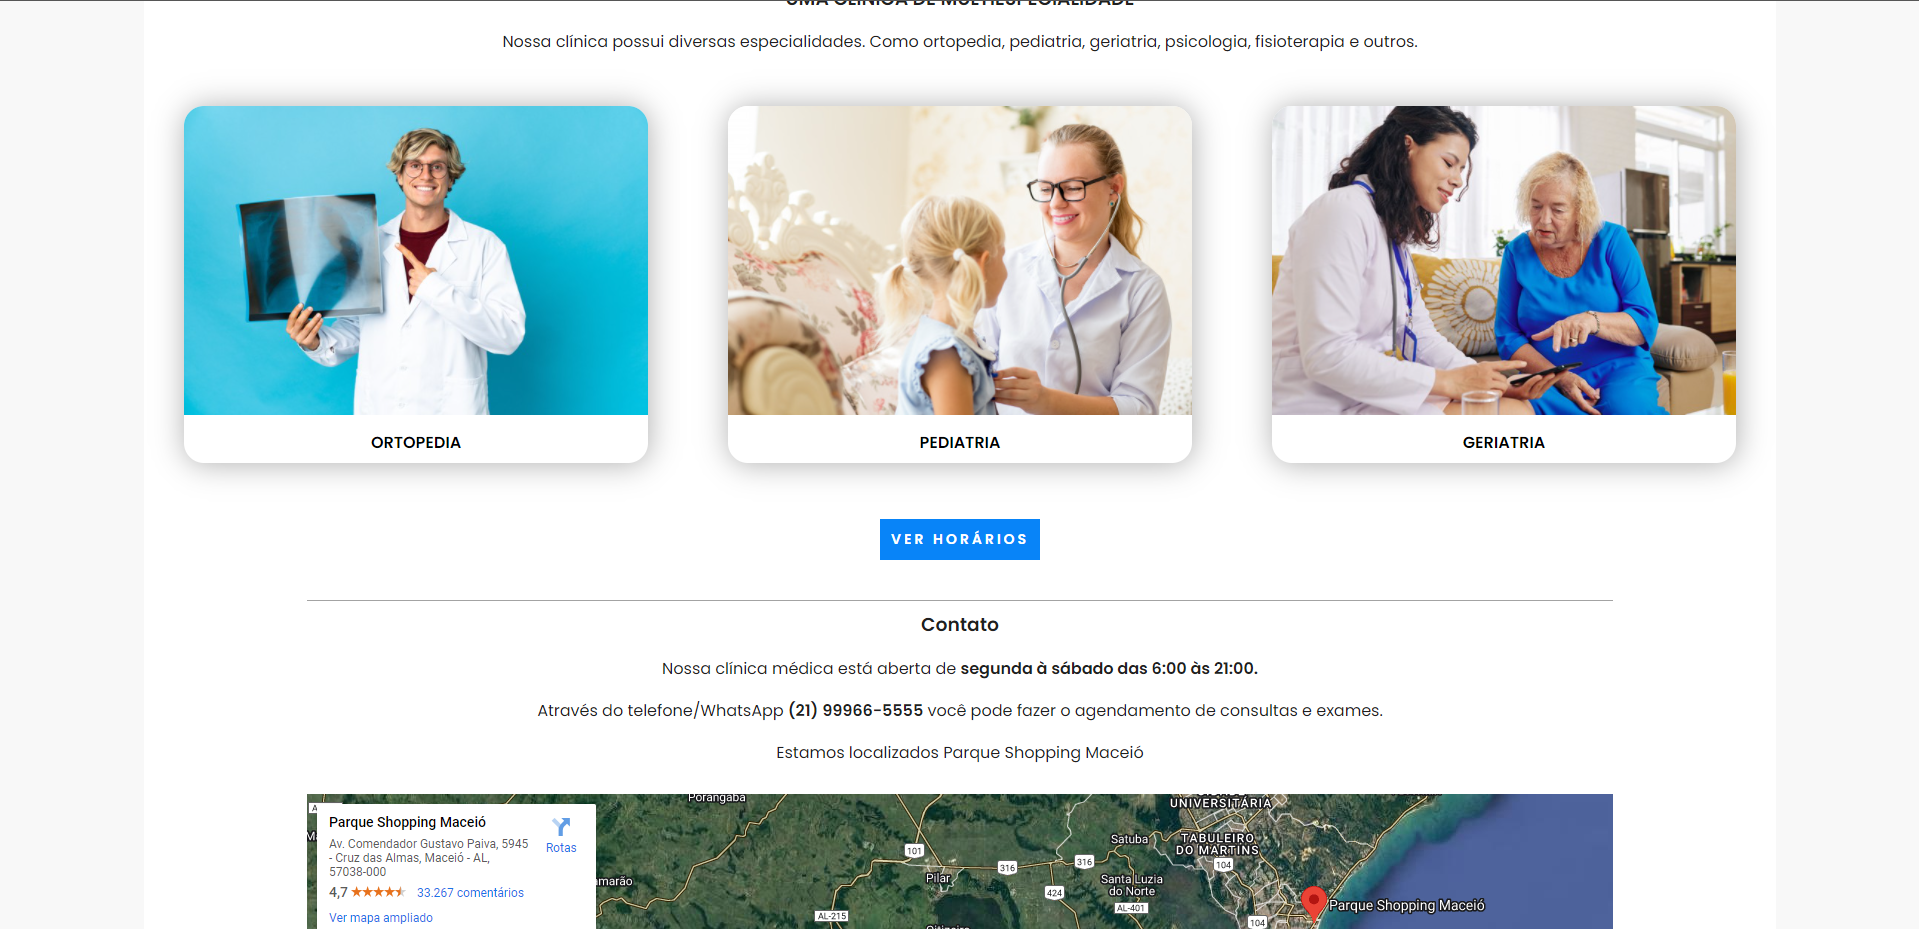 UMA CLÍNICA DE MULTIESPECIALIDADE
Nossa clínica possui diversas especialidades. Como ortopedia, pediatria, geriatria, psicologia, fisioterapia e outros.
ORTOPEDIA
PEDIATRIA
GERIATRIA
VER HORÁRIOS
Contato
Nossa clínica médica está aberta de segunda à sábado das 6:00 às 21:00.
Através do telefone/WhatsApp (21) 99966-5555 você pode fazer o agendamento de consultas e exames.
Estamos localizados Parque Shopping Maceió
Parque Shopping Maceió
Rotas
Av. Comendador Gustavo Paiva, 5945
- Cruz das Almas, Maceió - AL,
57038-000
4,7 33.267 comentários
Ver mapa ampliado
Porangaba
UNIVERSITÁRIA
Satuba
TABULEIRO
DO MARTINS
101
316
316
104
Pilar
Santa Luzia
do Norte
424
AL-401
AL-215
104
Parque Shopping Maceió